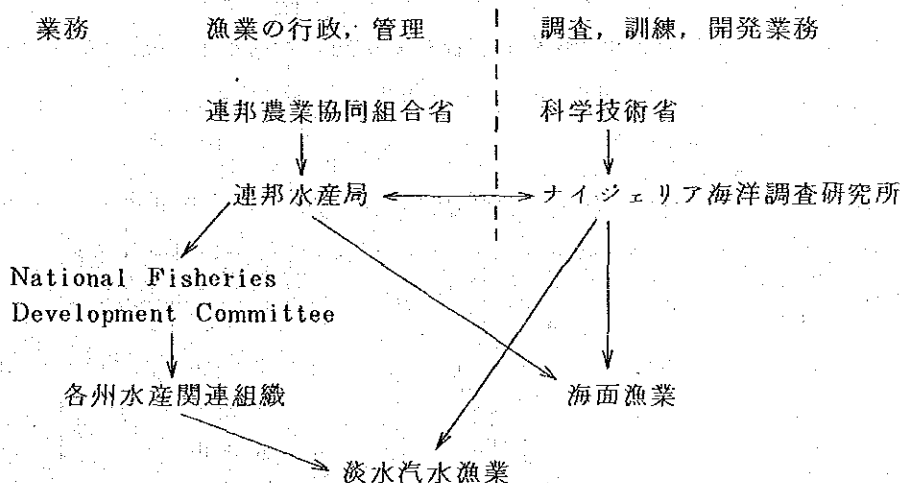 業務 漁業の行政，管理 調査，訓練，開発業務
連邦農業協同組合省 科学技術省
連邦水産局 ナイジェリア海洋調査研究所
National Fisheries
Development Committee
各州水産関連組織 海面漁業
淡水汽水漁業